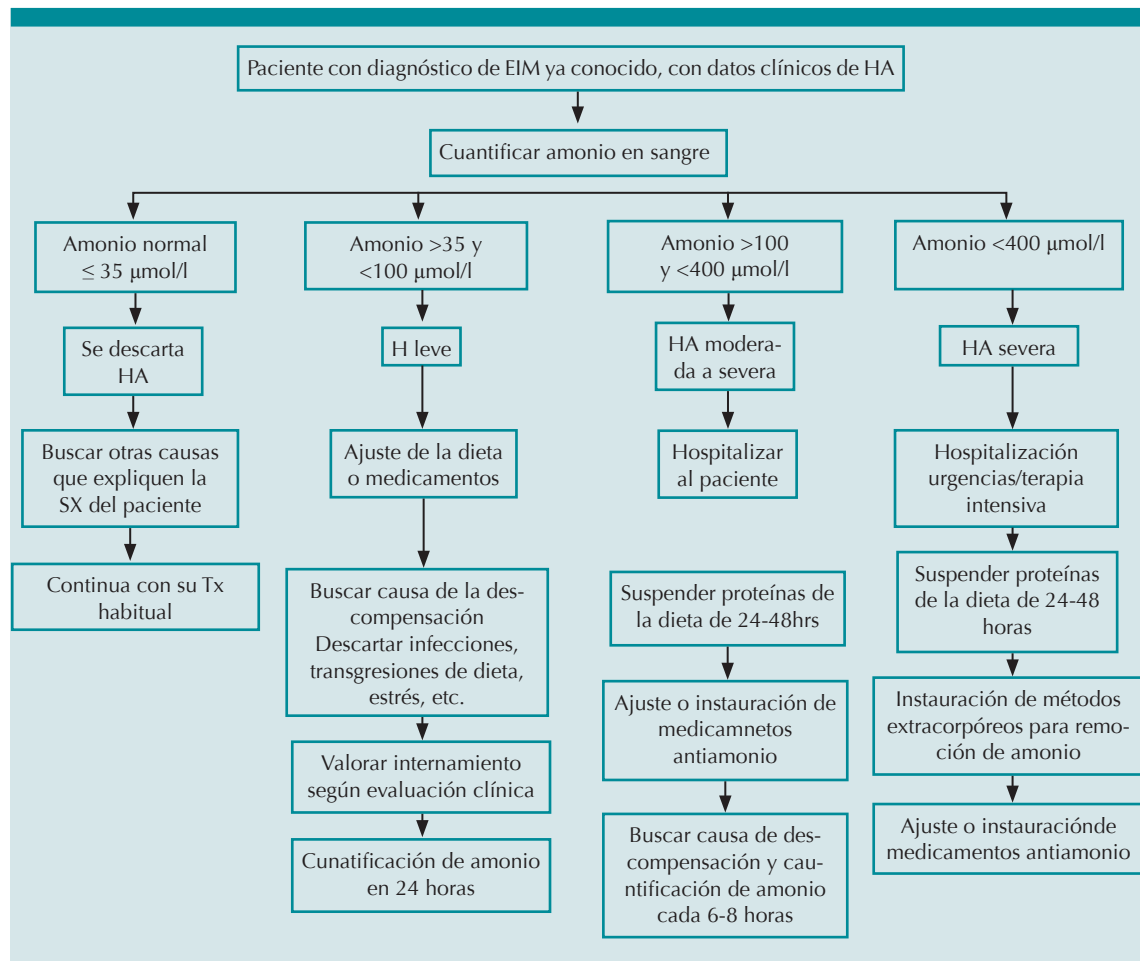 Paciente con diagnóstico de EIM ya conocido, con datos clínicos de HA
Cuantificar amonio en sangre
Amonio normal
≤ 35 µmol/l
Se descarta
HA
Buscar otras causas
que expliquen la
SX del paciente
Continua con su Tx
habitual
Amonio >35 y
<100 µmol/l
H leve
Ajuste de la dieta
o medicamentos
Buscar causa de la des-
compensación
Descartar infecciones,
transgresiones de dieta,
estrés, etc.
Valorar internamiento
según evaluación clínica
Cunatificación de amonio
en 24 horas
Amonio >100
y <400 µmol/l
HA modera-
da a severa
Hospitalizar
al paciente
Suspender proteínas de
la dieta de 24-48hrs
Ajuste o instauración de
medicamnetos
antiamonio
Buscar causa de des-
compensación y cau-
ntificación de amonio
cada 6-8 horas
Amonio <400 µmol/l
HA severa
Hospitalización
urgencias/terapia
intensiva
Suspender proteínas
de la dieta de 24-48
horas
Instauración de métodos
extracorpóreos para remo-
ción de amonio
Ajuste o instauraciónde
medicamentos antiamonio